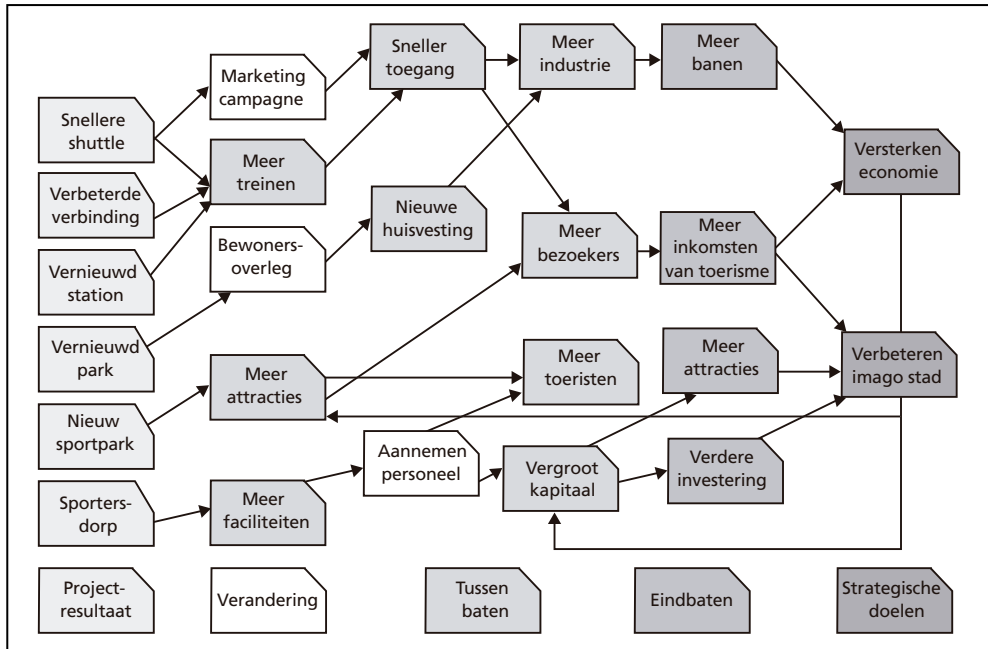 Snellere
shuttle
Verbeterde
verbinding
Vernieuwd
station
Vernieuwd
park
Nieuw
sportpark
Sporters-
dorp
Marketing
campagne
Meer
treinen
Bewoners-
overleg
Meer
attracties
Meer
faciliteiten
Sneller
toegang
Nieuwe
huisvesting
Aannemen
personeel
Meer
industrie
Meer
bezoekers
Meer
toeristen
Vergroot
kapitaal
Meer
banen
Meer
inkomsten
van toerisme
Meer
attracties
Verdere
investering
Versterken
economie
Verbeteren
imago stad
Project-
resultaat
Verandering
Tussen
baten
Eindbaten
Strategische
doelen